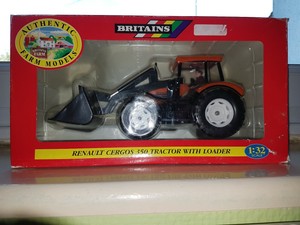 AUTHENTIC
FARM MODELS
BRITAINS
RENAULT CERGOS 350 TRACTOR WITH LOADER
1:32